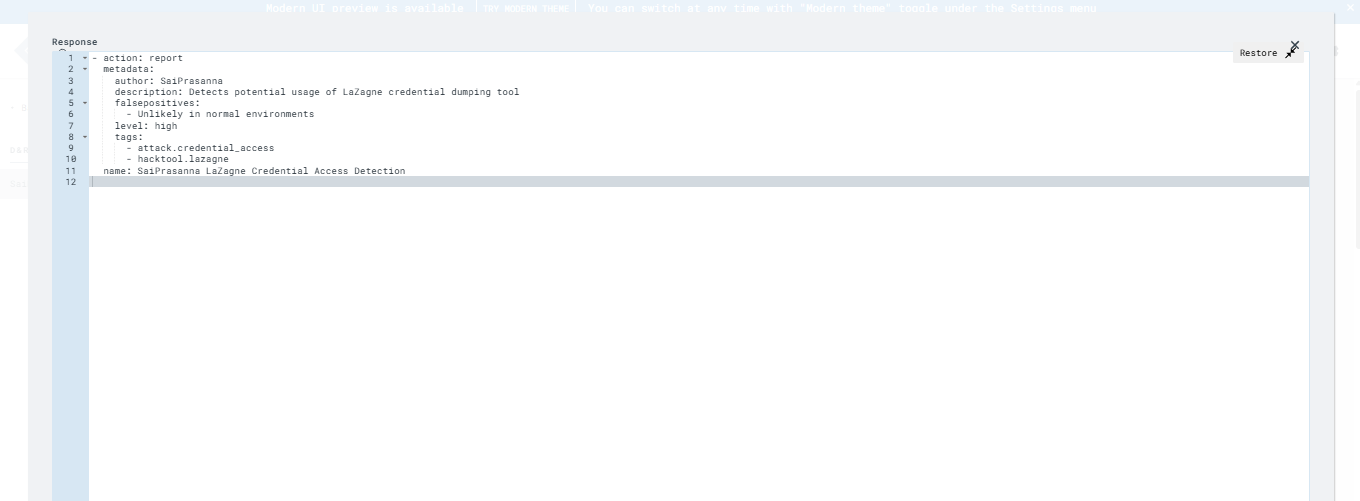 Modern UI preview is available TRY MODERN THEME You can switch at any time with "Modern theme" toggle under the Settings menu
Response
Restore
1 - action: report
2 metadata:
3 author: SaiPrasanna
4 description: Detects potential usage of LaZagne credential dumping tool
5 falsepositives:
6 - Unlikely in normal environments
7 level: high
8 tags:
9 - attack.credential_access
10 - hacktool.lazagne
11 name: SaiPrasanna LaZagne Credential Access Detection
12